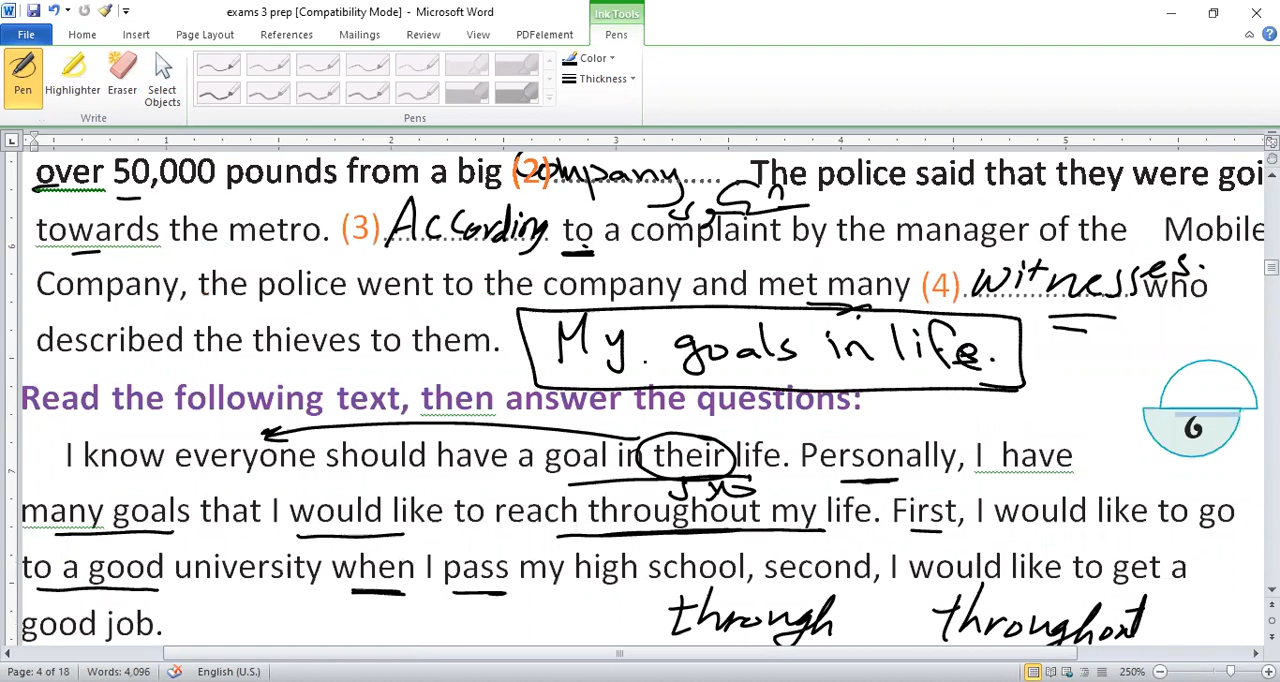 exams 3 prep [Compatibility Mode] - Microsoft Word
Ink Tools
File Home Insert Page Layout References Mailings Review View PDFelement Pens
Pen Highlighter Eraser Select Objects
Color
Thickness
Write Pens
1 2 3 4 5
over 50,000 pounds from a big (2) Company The police said that they were goi
towards the metro. (3) According to a complaint by the manager of the Mobile
Company, the police went to the company and met many (4) witnesses. who
described the thieves to them. My goals in life.
Read the following text, then answer the questions:
6
I know everyone should have a goal in their life. Personally, I have
many goals that I would like to reach throughout my life. First, I would like to go
to a good university when I pass my high school, second, I would like to get a
good job. through throughout
Page: 4 of 18 Words: 4,096 English (U.S.) 250%